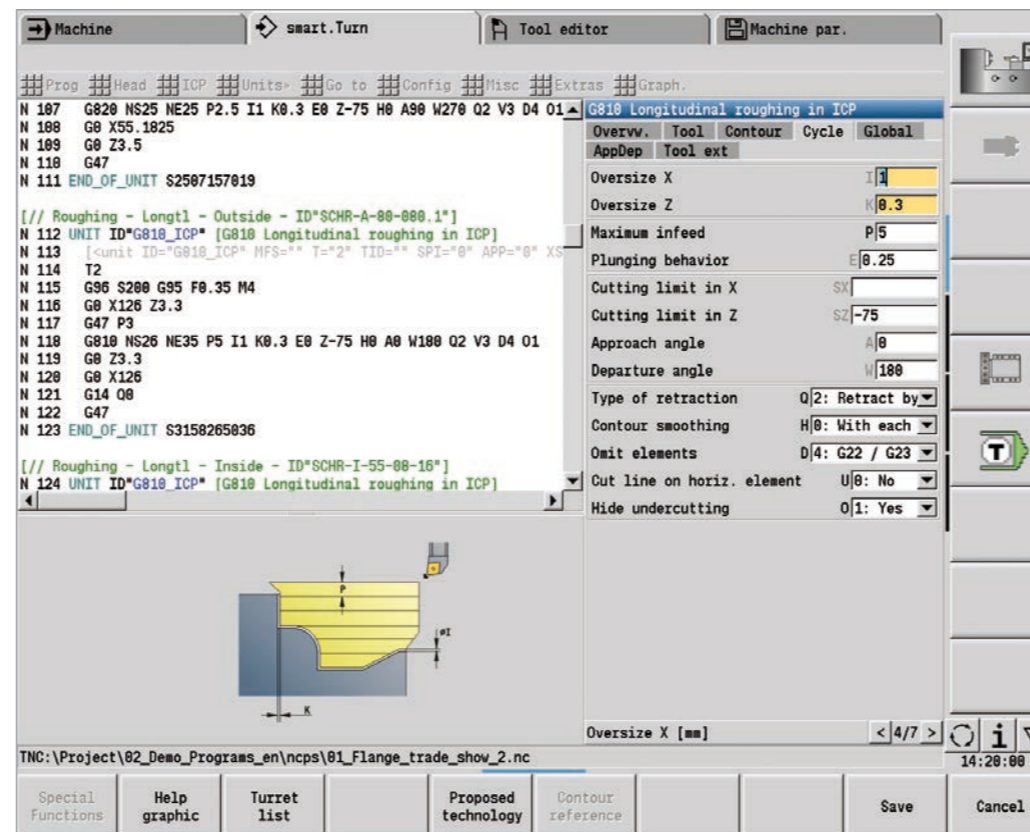 Machine
smart.Turn
Tool editor
Machine par.
Prog Head ICP Units► Go to Config Misc Extras Graph.
N 107 G820 NS25 NE25 P2.5 I1 K0.3 E0 Z-75 H0 A90 W270 Q2 V3 D4 O1
N 108 G0 X55.1825
N 109 G0 Z3.5
N 110 G47
N 111 END_OF_UNIT S2507157019
[// Roughing - Longtl - Outside - ID"SCHR-A-80-080.1"]
N 112 UNIT ID"G810_ICP" [G810 Longitudinal roughing in ICP]
N 113 [<unit ID="G810_ICP" MFS="" T="2" TID="" SPI="0" APP="0" XS
N 114 T2
N 115 G96 S200 G95 F0.35 M4
N 116 G0 X126 Z3.3
N 117 G47 P3
N 118 G810 NS26 NE35 P5 I1 K0.3 E0 Z-75 H0 A0 W180 Q2 V3 D4 O1
N 119 G0 Z3.3
N 120 G0 X126
N 121 G14 Q0
N 122 G47
N 123 END_OF_UNIT S3158265036
[// Roughing - Longtl - Inside - ID"SCHR-I-55-08-16"]
N 124 UNIT ID"G810_ICP" [G810 Longitudinal roughing in ICP]
G810 Longitudinal roughing in ICP
Overvw. Tool Contour Cycle Global
AppDep Tool ext
Oversize X I 1
Oversize Z K 0.3
Maximum infeed P 5
Plunging behavior E 0.25
Cutting limit in X SX
Cutting limit in Z SZ -75
Approach angle A 0
Departure angle W 180
Type of retraction Q 2: Retract by
Contour smoothing H 0: With each
Omit elements D 4: G22 / G23
Cut line on horiz. element U 0: No
Hide undercutting O 1: Yes
P
øI
K
T
Oversize X [mm] < 4/7 >
i
TNC:\Project\02_Demo_Programs_en\ncps\01_Flange_trade_show_2.nc
14:20:00
Special Functions
Help graphic
Turret list
Proposed technology
Contour reference
Save
Cancel